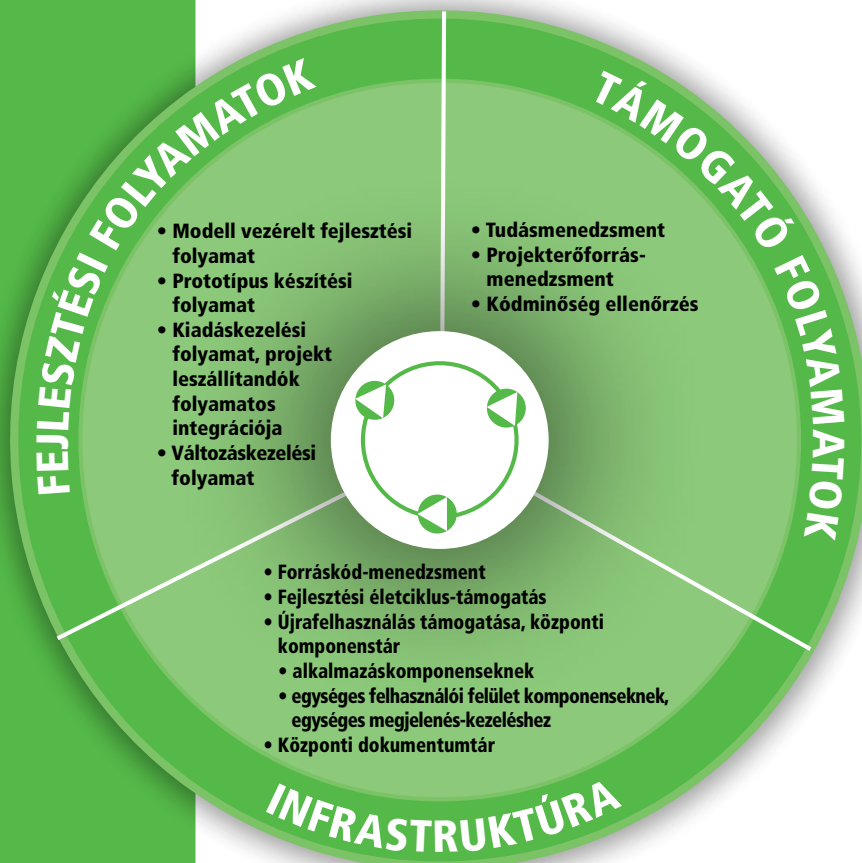 FEJLESZTÉSI FOLYAMATOK
• Modell vezérelt fejlesztési
folyamat
• Prototípus készítési
folyamat
• Kiadáskezelési
folyamat, projekt
leszállítandók
folyamatos
integrációja
• Változáskezelési
folyamat
TÁMOGATÓ FOLYAMATOK
• Tudásmenedzsment
• Projekterőforrás-
menedzsment
• Kódminőség ellenőrzés
• Forráskód-menedzsment
• Fejlesztési életciklus-támogatás
• Újrafelhasználás támogatása, központi
komponenstár
• alkalmazáskomponenseknek
• egységes felhasználói felület komponenseknek,
egységes megjelenés-kezeléshez
• Központi dokumentumtár
INFRASTRUKTÚRA